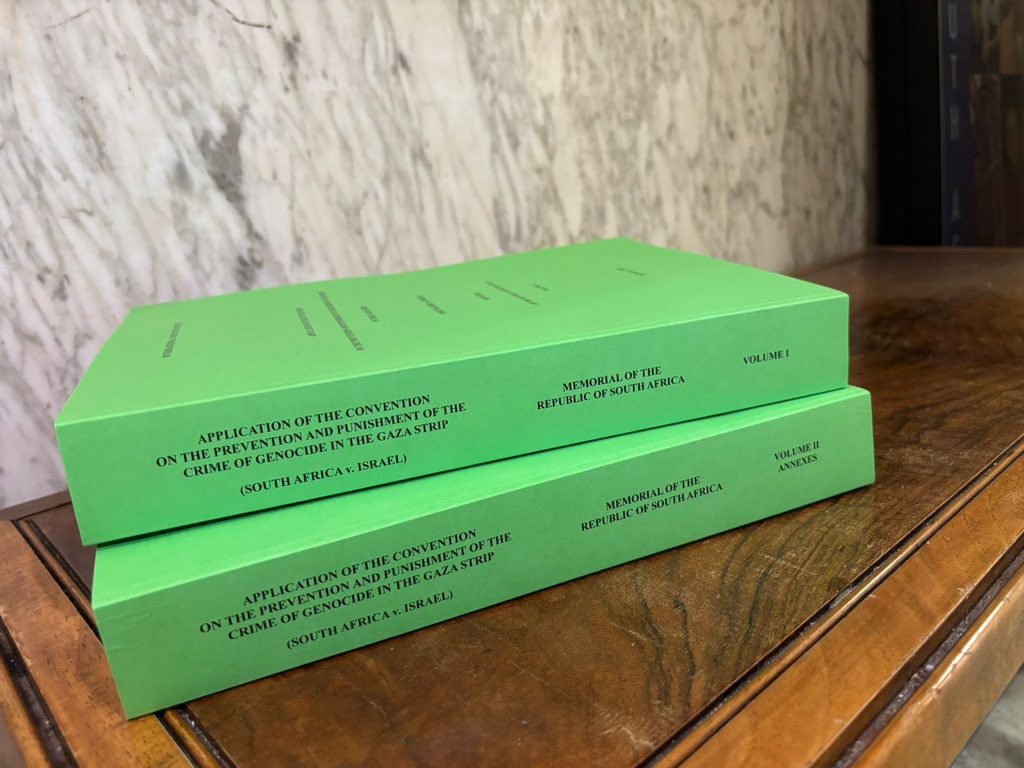 APPLICATION OF THE CONVENTION
ON THE PREVENTION AND PUNISHMENT OF THE
CRIME OF GENOCIDE IN THE GAZA STRIP
(SOUTH AFRICA v. ISRAEL)
MEMORIAL OF THE
REPUBLIC OF SOUTH AFRICA
VOLUME I
APPLICATION OF THE CONVENTION
ON THE PREVENTION AND PUNISHMENT OF THE
CRIME OF GENOCIDE IN THE GAZA STRIP
(SOUTH AFRICA v. ISRAEL)
MEMORIAL OF THE
REPUBLIC OF SOUTH AFRICA
VOLUME II
ANNEXES